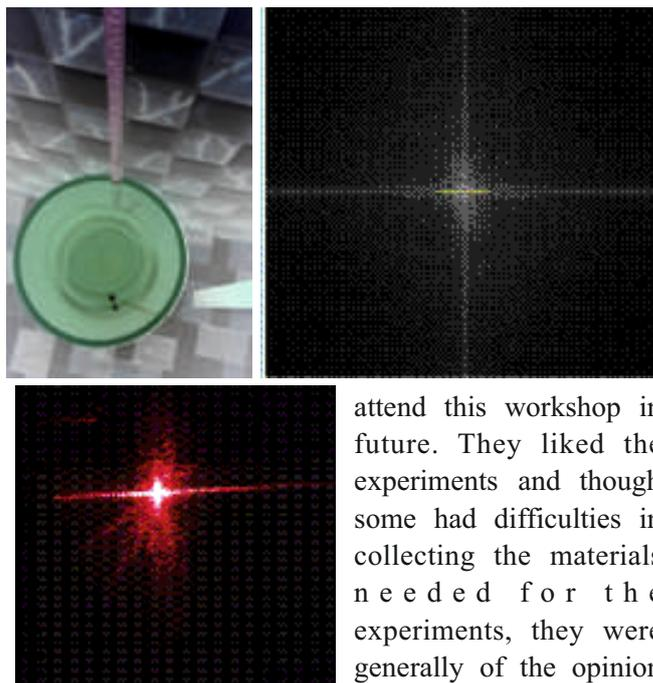 attend this workshop in
future. They liked the
experiments and though
some had difficulties in
collecting the materials
needed for the
experiments, they were
generally of the opinion